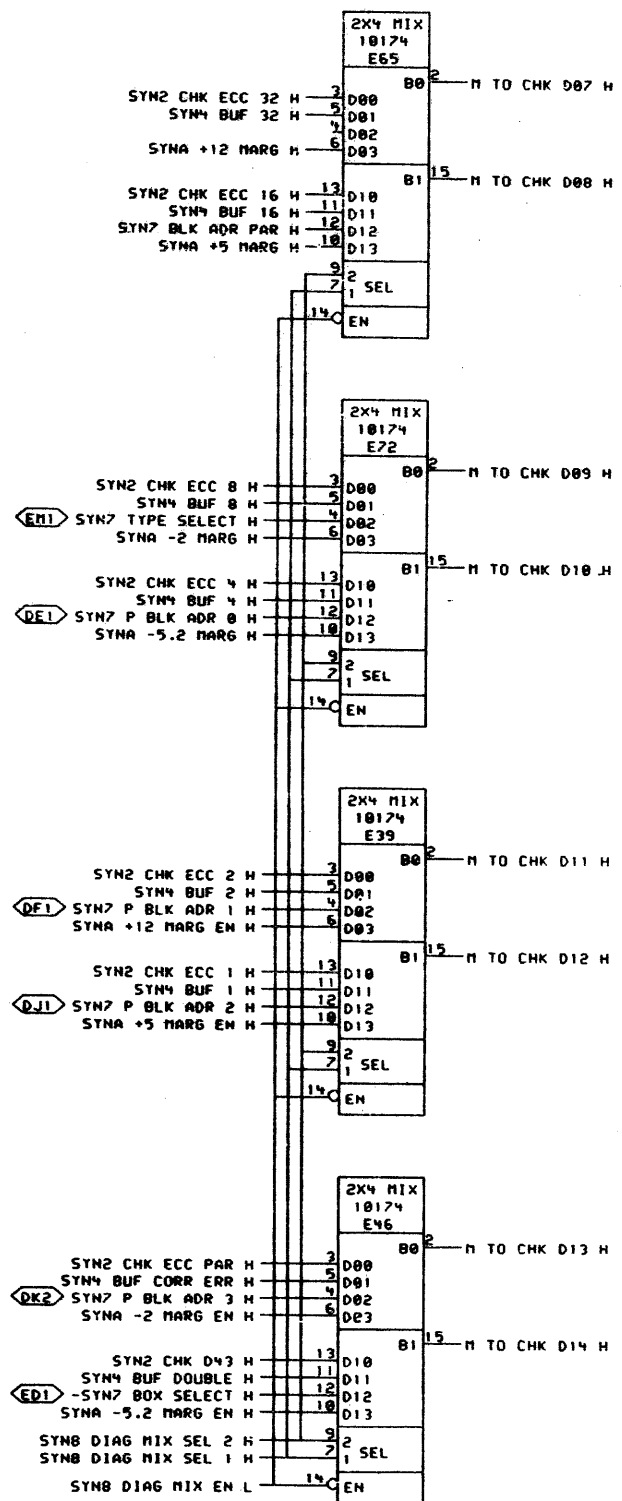 2X4 MIX
10174
E65
B0 2 M TO CHK D07 H
SYN2 CHK ECC 32 H 3 D00
SYN4 BUF 32 H 5 D01
4 D02
SYNA +12 MARG H 6 D03
B1 15 M TO CHK D08 H
SYN2 CHK ECC 16 H 13 D10
SYN4 BUF 16 H 11 D11
SYN7 BLK ADR PAR H 12 D12
SYNA +5 MARG H 10 D13
9 2
7 1 SEL
14 EN
2X4 MIX
10174
E72
B0 2 M TO CHK D09 H
SYN2 CHK ECC 8 H 3 D00
SYN4 BUF 8 H 5 D01
EM1 SYN7 TYPE SELECT H 4 D02
SYNA -2 MARG H 6 D03
B1 15 M TO CHK D10 H
SYN2 CHK ECC 4 H 13 D10
SYN4 BUF 4 H 11 D11
DE1 SYN7 P BLK ADR 0 H 12 D12
SYNA -5.2 MARG H 10 D13
9 2
7 1 SEL
14 EN
2X4 MIX
10174
E39
B0 2 M TO CHK D11 H
SYN2 CHK ECC 2 H 3 D00
SYN4 BUF 2 H 5 D01
DF1 SYN7 P BLK ADR 1 H 4 D02
SYNA +12 MARG EN H 6 D03
B1 15 M TO CHK D12 H
SYN2 CHK ECC 1 H 13 D10
SYN4 BUF 1 H 11 D11
DJ1 SYN7 P BLK ADR 2 H 12 D12
SYNA +5 MARG EN H 10 D13
9 2
7 1 SEL
14 EN
2X4 MIX
10174
E46
B0 2 M TO CHK D13 H
SYN2 CHK ECC PAR H 3 D00
SYN4 BUF CORR ERR H 5 D01
DK2 SYN7 P BLK ADR 3 H 4 D02
SYNA -2 MARG EN H 6 D03
B1 15 M TO CHK D14 H
SYN2 CHK D43 H 13 D10
SYN4 BUF DOUBLE H 11 D11
ED1 -SYN7 BOX SELECT H 12 D12
SYNA -5.2 MARG EN H 10 D13
SYN8 DIAG MIX SEL 2 H 9 2
SYN8 DIAG MIX SEL 1 H 7 1 SEL
SYN8 DIAG MIX EN L 14 EN